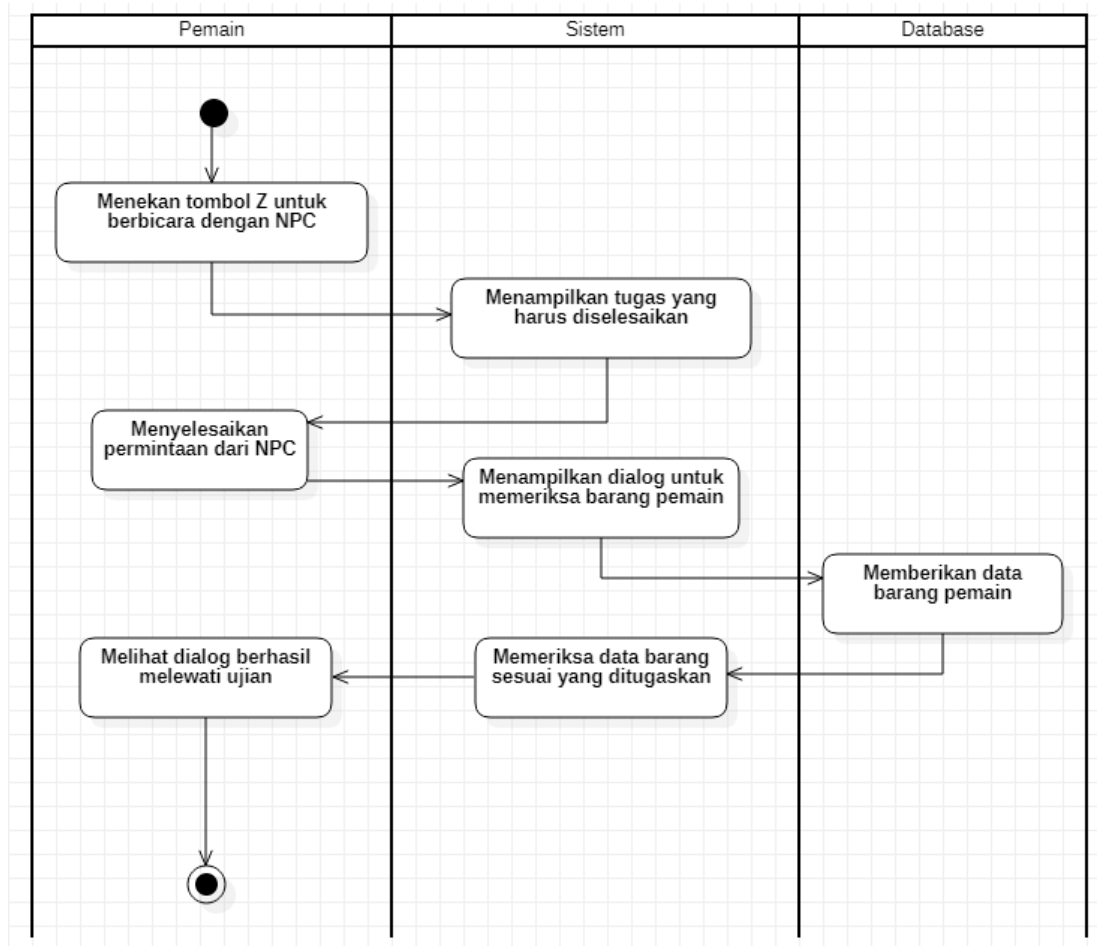 Pemain
Sistem
Database
Menekan tombol Z untuk
berbicara dengan NPC
Menampilkan tugas yang
harus diselesaikan
Menyelesaikan
permintaan dari NPC
Menampilkan dialog untuk
memeriksa barang pemain
Memberikan data
barang pemain
Memeriksa data barang
sesuai yang ditugaskan
Melihat dialog berhasil
melewati ujian